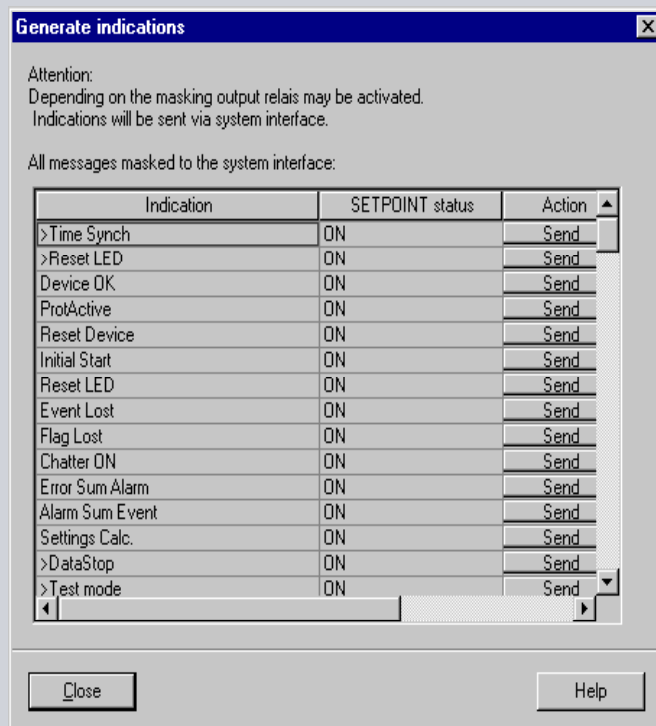 Generate indications
Attention:
Depending on the masking output relais may be activated.
Indications will be sent via system interface.
All messages masked to the system interface:
Indication SETPOINT status Action
>Time Synch ON Send
>Reset LED ON Send
Device OK ON Send
ProtActive ON Send
Reset Device ON Send
Initial Start ON Send
Reset LED ON Send
Event Lost ON Send
Flag Lost ON Send
Chatter ON ON Send
Error Sum Alarm ON Send
Alarm Sum Event ON Send
Settings Calc. ON Send
>DataStop ON Send
>Test mode ON Send
Close Help